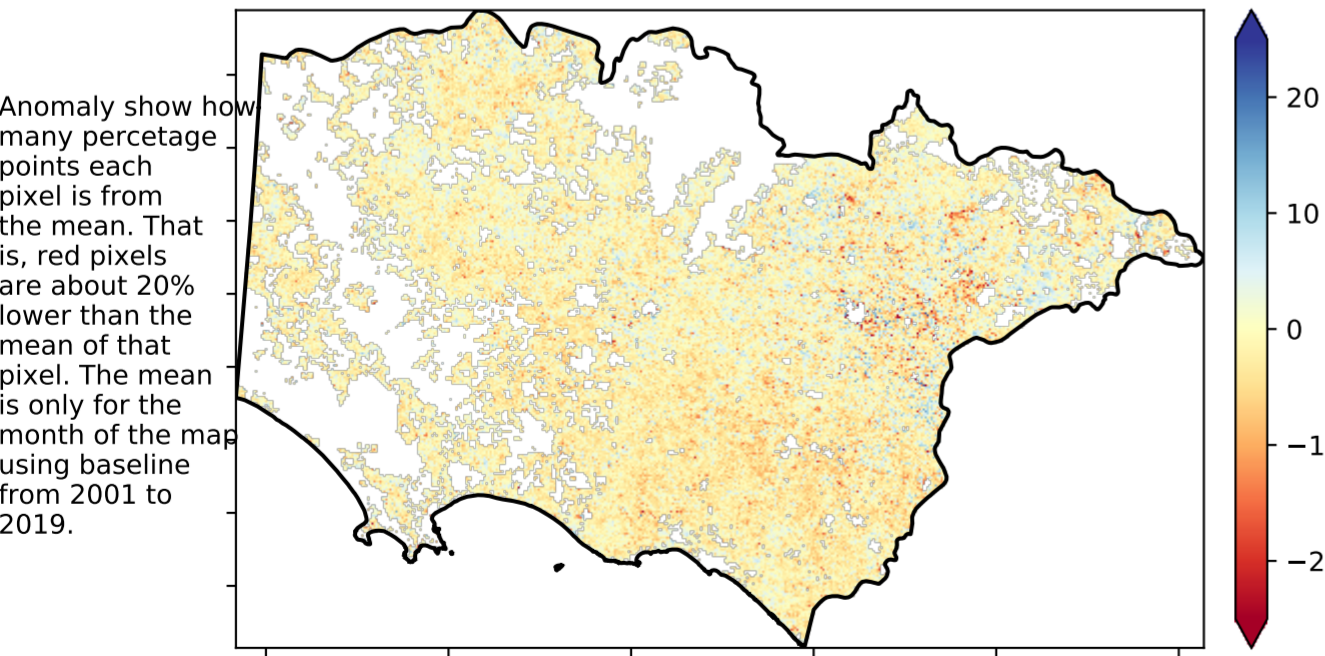 Anomaly show how
many percetage
points each
pixel is from
the mean. That
is, red pixels
are about 20%
lower than the
mean of that
pixel. The mean
is only for the
month of the map
using baseline
from 2001 to
2019.
20
10
0
−1
−2